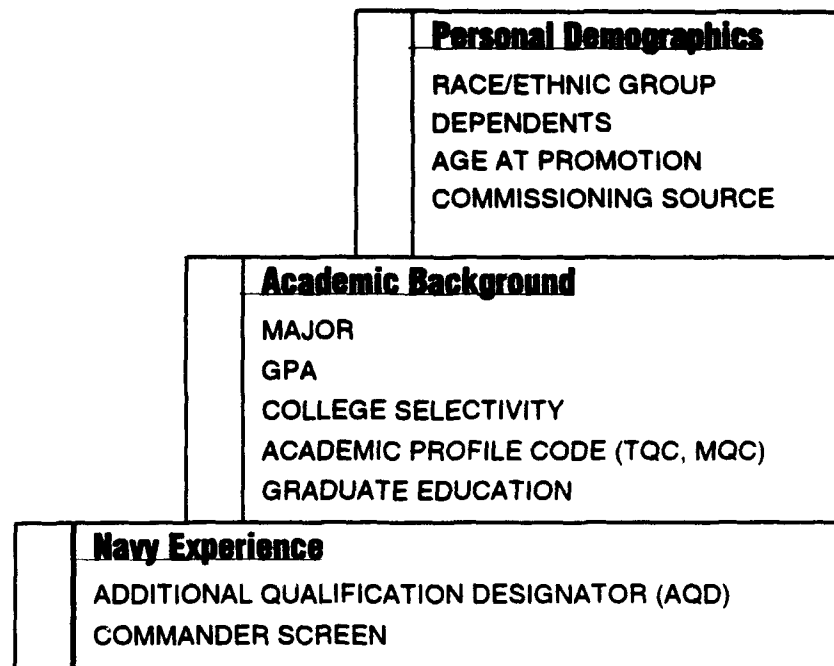 Personal Demographics
RACE/ETHNIC GROUP
DEPENDENTS
AGE AT PROMOTION
COMMISSIONING SOURCE
Academic Background
MAJOR
GPA
COLLEGE SELECTIVITY
ACADEMIC PROFILE CODE (TQC, MQC)
GRADUATE EDUCATION
Navy Experience
ADDITIONAL QUALIFICATION DESIGNATOR (AQD)
COMMANDER SCREEN